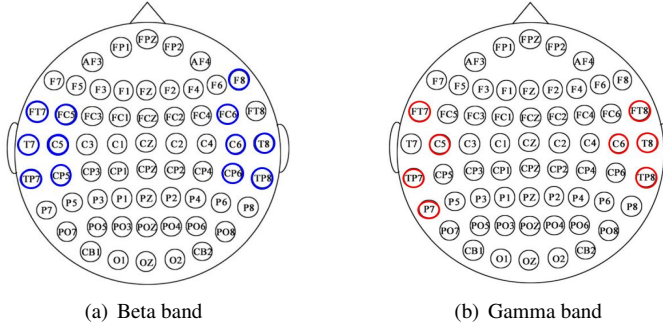 FP1 FPZ FP2
AF3 AF4
F7 F5 F3 F1 FZ F2 F4 F6 F8
FT7 FC5 FC3 FC1 FCZ FC2 FC4 FC6 FT8
T7 C5 C3 C1 CZ C2 C4 C6 T8
TP7 CP5 CP3 CP1 CPZ CP2 CP4 CP6 TP8
P7 P5 P3 P1 PZ P2 P4 P6 P8
PO7 PO5 PO3 POZ PO4 PO6 PO8
CB1 O1 OZ O2 CB2
(a) Beta band
FP1 FPZ FP2
AF3 AF4
F7 F5 F3 F1 FZ F2 F4 F6 F8
FT7 FC5 FC3 FC1 FCZ FC2 FC4 FC6 FT8
T7 C5 C3 C1 CZ C2 C4 C6 T8
TP7 CP5 CP3 CP1 CPZ CP2 CP4 CP6 TP8
P7 P5 P3 P1 PZ P2 P4 P6 P8
PO7 PO5 PO3 POZ PO4 PO6 PO8
CB1 O1 OZ O2 CB2
(b) Gamma band